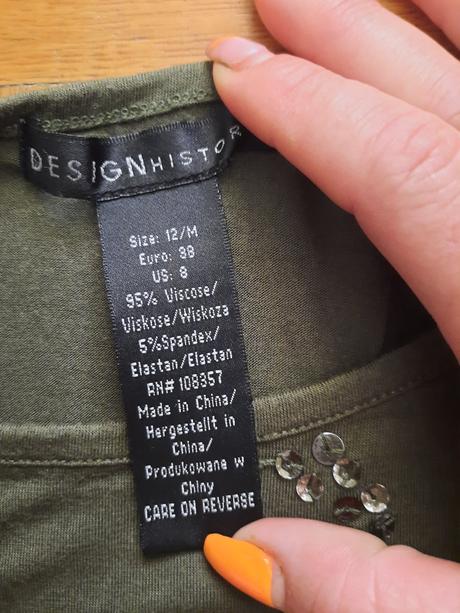 DESIGNHISTOR
Size: 12/M
Euro: 38
US: 8
95% Viscose/
Viskose/Wiskoza
5%Spandex/
Elastan/Elastan
RN# 108357
Made in China/
Hergestellt in
China/
Produkowane w
Chiny
CARE ON REVERSE